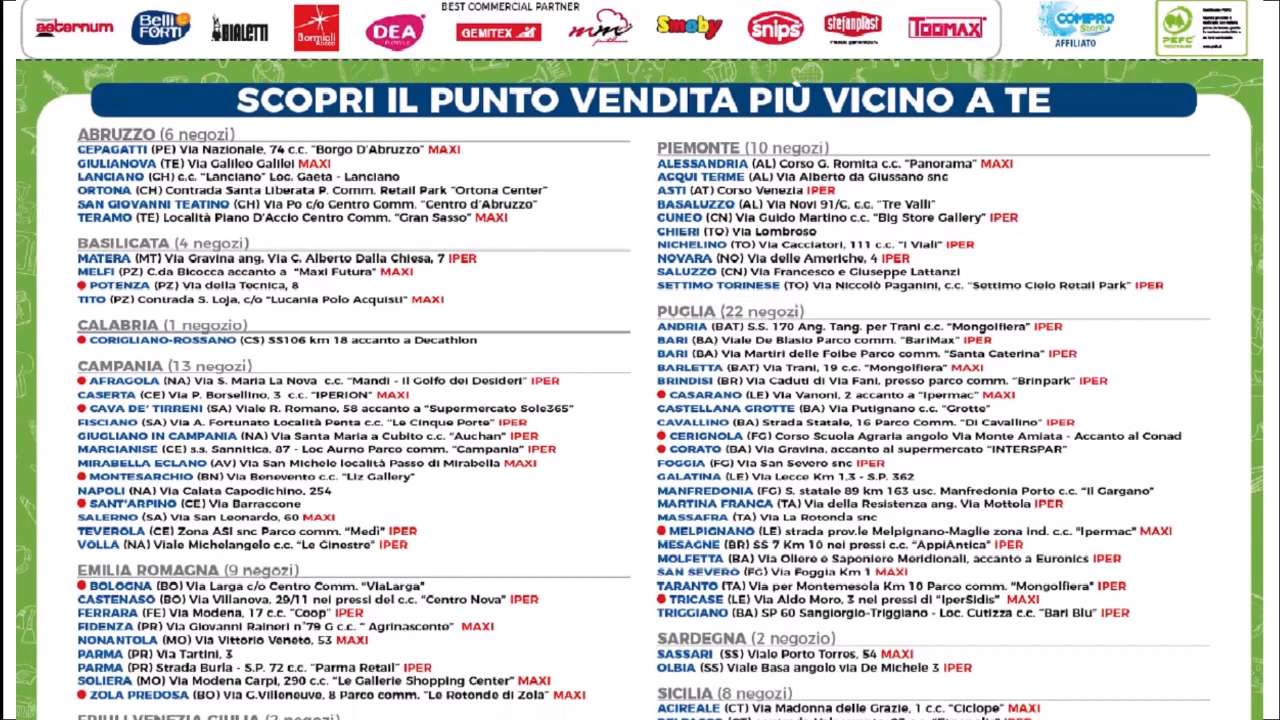 BEST COMMERCIAL PARTNER
aeternum
Belli FORTI
BIALETTI
Bormioli Rocco
DEA HOME
GEMITEX
mm
Smoby
snips
stefanplast
TOOMAX
COMPRO Store
AFFILIATO
PEFC
SCOPRI IL PUNTO VENDITA PIÙ VICINO A TE
ABRUZZO (6 negozi)
CEPAGATTI (PE) Via Nazionale, 74 c.c. "Borgo D'Abruzzo" MAXI
GIULIANOVA (TE) Via Galileo Galilei MAXI
LANCIANO (CH) c.c. "Lanciano" Loc. Gaeta - Lanciano
ORTONA (CH) Contrada Santa Liberata P. Comm. Retail Park "Ortona Center"
SAN GIOVANNI TEATINO (CH) Via Po c/o Centro Comm. "Centro d'Abruzzo"
TERAMO (TE) Località Piano D'Accio Centro Comm. "Gran Sasso" MAXI
BASILICATA (4 negozi)
MATERA (MT) Via Gravina ang. Via C. Alberto Dalla Chiesa, 7 IPER
MELFI (PZ) C.da Bicocca accanto a "Maxi Futura" MAXI
POTENZA (PZ) Via della Tecnica, 8
TITO (PZ) Contrada S. Loja, c/o "Lucania Polo Acquisti" MAXI
CALABRIA (1 negozio)
CORIGLIANO-ROSSANO (CS) SS106 km 18 accanto a Decathlon
CAMPANIA (13 negozi)
AFRAGOLA (NA) Via S. Maria La Nova c.c. "Mandi - Il Golfo dei Desideri" IPER
CASERTA (CE) Via P. Borsellino, 3 c.c. "IPERION" MAXI
CAVA DE' TIRRENI (SA) Viale R. Romano, 58 accanto a "Supermercato Sole365"
FISCIANO (SA) Via A. Fortunato Località Penta c.c. "Le Cinque Porte" IPER
GIUGLIANO IN CAMPANIA (NA) Via Santa Maria a Cubito c.c. "Auchan" IPER
MARCIANISE (CE) s.s. Sannitica, 87 - Loc Aurno Parco comm. "Campania" IPER
MIRABELLA ECLANO (AV) Via San Michele località Passo di Mirabella MAXI
MONTESARCHIO (BN) Via Benevento c.c. "Liz Gallery"
NAPOLI (NA) Via Calata Capodichino, 254
SANT'ARPINO (CE) Via Barraccone
SALERNO (SA) Via San Leonardo, 60 MAXI
TEVEROLA (CE) Zona ASI snc Parco comm. "Medi" IPER
VOLLA (NA) Viale Michelangelo c.c. "Le Ginestre" IPER
EMILIA ROMAGNA (9 negozi)
BOLOGNA (BO) Via Larga c/o Centro Comm. "ViaLarga"
CASTENASO (BO) Via Villanova, 29/11 nei pressi del c.c. "Centro Nova" IPER
FERRARA (FE) Via Modena, 17 c.c. "Coop" IPER
FIDENZA (PR) Via Giovanni Raineri n°79 G c.c. " Agrinascente" MAXI
NONANTOLA (MO) Via Vittorio Veneto, 53 MAXI
PARMA (PR) Via Tartini, 3
PARMA (PR) Strada Burla - S.P. 72 c.c. "Parma Retail" IPER
SOLIERA (MO) Via Modena Carpi, 290 c.c. "Le Gallerie Shopping Center" MAXI
ZOLA PREDOSA (BO) Via G.Villeneuve, 8 Parco comm. "Le Rotonde di Zola" MAXI
FRIULI VENEZIA GIULIA (2 negozi)
PIEMONTE (10 negozi)
ALESSANDRIA (AL) Corso G. Romita c.c. "Panorama" MAXI
ACQUI TERME (AL) Via Alberto da Giussano snc
ASTI (AT) Corso Venezia IPER
BASALUZZO (AL) Via Novi 91/C, c.c. "Tre Valli"
CUNEO (CN) Via Guido Martino c.c. "Big Store Gallery" IPER
CHIERI (TO) Via Lombroso
NICHELINO (TO) Via Cacciatori, 111 c.c. "I Viali" IPER
NOVARA (NO) Via delle Americhe, 4 IPER
SALUZZO (CN) Via Francesco e Giuseppe Lattanzi
SETTIMO TORINESE (TO) Via Niccolò Paganini, c.c. "Settimo Cielo Retail Park" IPER
PUGLIA (22 negozi)
ANDRIA (BAT) S.S. 170 Ang. Tang. per Trani c.c. "Mongolfiera" IPER
BARI (BA) Viale De Blasio Parco comm. "BariMax" IPER
BARI (BA) Via Martiri delle Foibe Parco comm. "Santa Caterina" IPER
BARLETTA (BAT) Via Trani, 19 c.c. "Mongolfiera" MAXI
BRINDISI (BR) Via Caduti di Via Fani, presso parco comm. "Brinpark" IPER
CASARANO (LE) Via Vanoni, 2 accanto a "Ipermac" MAXI
CASTELLANA GROTTE (BA) Via Putignano c.c. "Grotte"
CAVALLINO (BA) Strada Statale, 16 Parco Comm. "Di Cavallino" IPER
CERIGNOLA (FG) Corso Scuola Agraria angolo Via Monte Amiata - Accanto al Conad
CORATO (BA) Via Gravina, accanto al supermercato "INTERSPAR"
FOGGIA (FG) Via San Severo snc IPER
GALATINA (LE) Via Lecce Km 1,3 - S.P. 362
MANFREDONIA (FG) S. statale 89 km 163 usc. Manfredonia Porto c.c. "Il Gargano"
MARTINA FRANCA (TA) Via della Resistenza ang. Via Mottola IPER
MASSAFRA (TA) Via La Rotonda snc
MELPIGNANO (LE) strada prov.le Melpignano-Maglie zona ind. c.c. "Ipermac" MAXI
MESAGNE (BR) SS 7 Km 10 nei pressi c.c. "AppiAntica" IPER
MOLFETTA (BA) Via Oliere e Saponiere Meridionali, accanto a Euronics IPER
SAN SEVERO (FG) Via Foggia Km 1 MAXI
TARANTO (TA) Via per Montemesola Km 10 Parco comm. "Mongolfiera" IPER
TRICASE (LE) Via Aldo Moro, 3 nei pressi di "IperSidis" MAXI
TRIGGIANO (BA) SP 60 Sangiorgio-Triggiano - Loc. Cutizza c.c. "Bari Blu" IPER
SARDEGNA (2 negozio)
SASSARI (SS) Viale Porto Torres, 54 MAXI
OLBIA (SS) Viale Basa angolo via De Michele 3 IPER
SICILIA (8 negozi)
ACIREALE (CT) Via Madonna delle Grazie, 1 c.c. "Ciclope" MAXI